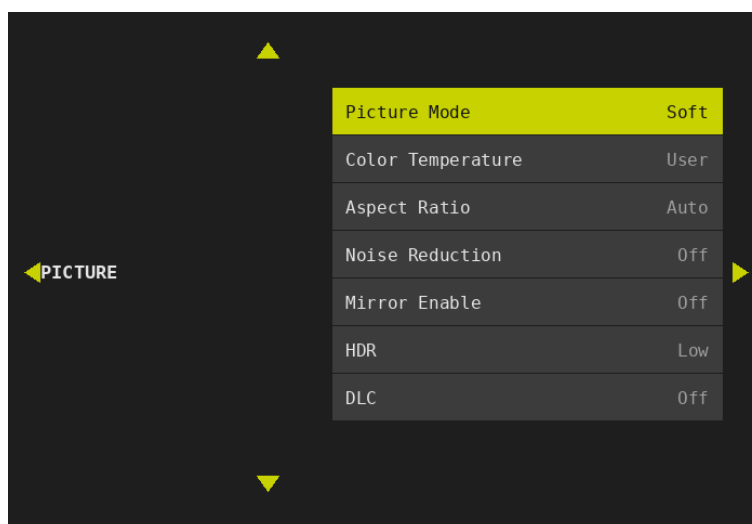 PICTURE
Picture Mode Soft
Color Temperature User
Aspect Ratio Auto
Noise Reduction Off
Mirror Enable Off
HDR Low
DLC Off